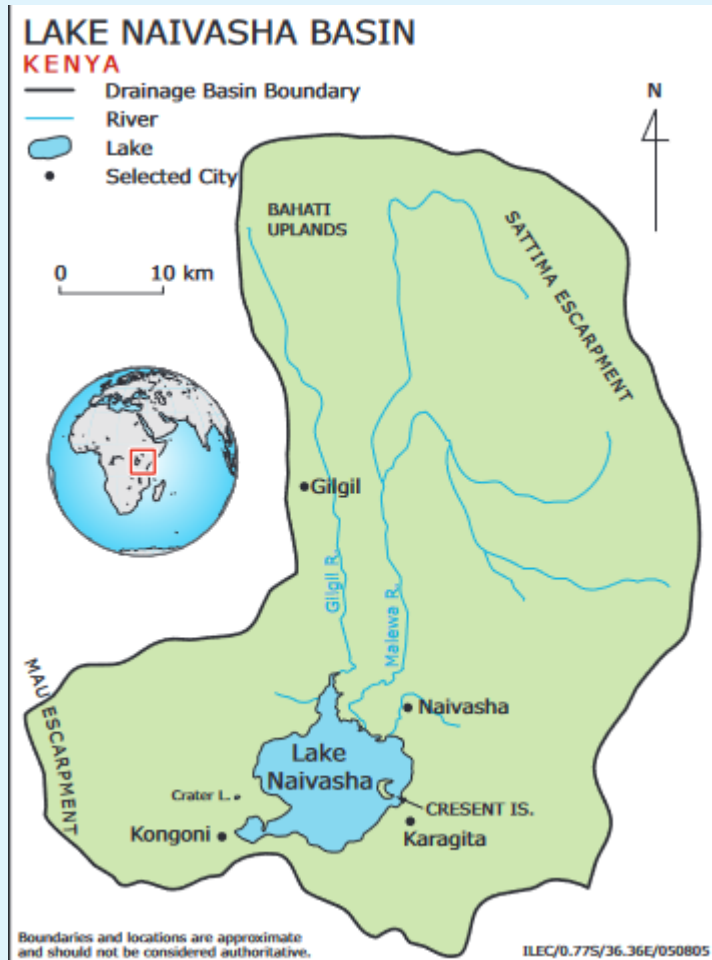 LAKE NAIVASHA BASIN
KENYA
Drainage Basin Boundary
River
Lake
Selected City
N
0 10 km
BAHATI
UPLANDS
SATTIMA ESCARPMENT
Gilgil
Gilgil R.
Malewa R.
MAU ESCARPMENT
Naivasha
Lake
Naivasha
Crater L.
CRESENT IS.
Kongoni
Karagita
Boundaries and locations are approximate
and should not be considered authoritative.
ILEC/0.77S/36.36E/050805